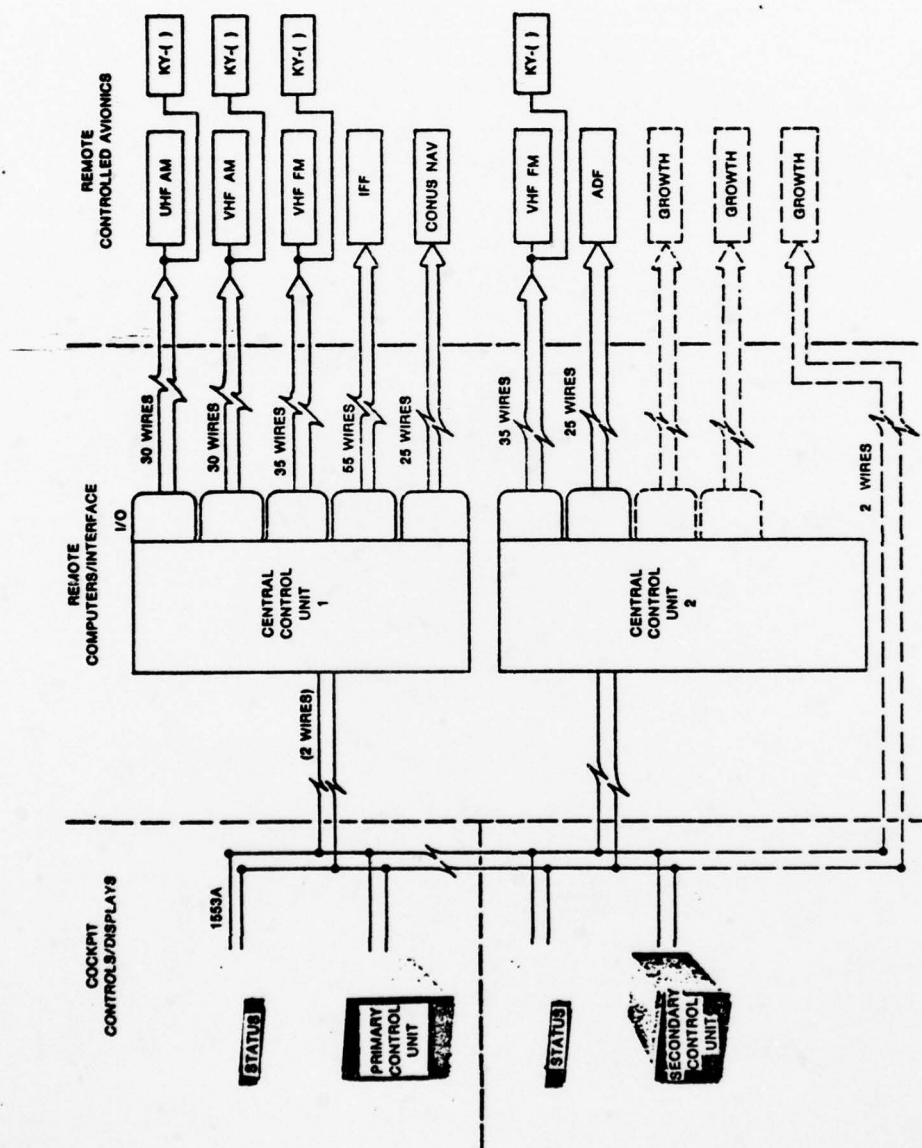 COCKPIT
CONTROLS/DISPLAYS
REMOTE
COMPUTERS/INTERFACE
REMOTE
CONTROLLED AVIONICS
STATUS
1553A
PRIMARY
CONTROL
UNIT
(2 WIRES)
CENTRAL
CONTROL
UNIT
1
I/O
30 WIRES
UHF AM
KY-( )
30 WIRES
VHF AM
KY-( )
35 WIRES
VHF FM
KY-( )
55 WIRES
IFF
25 WIRES
CONUS NAV
STATUS
SECONDARY
CONTROL
UNIT
CENTRAL
CONTROL
UNIT
2
35 WIRES
VHF FM
KY-( )
25 WIRES
ADF
GROWTH
GROWTH
2 WIRES
GROWTH